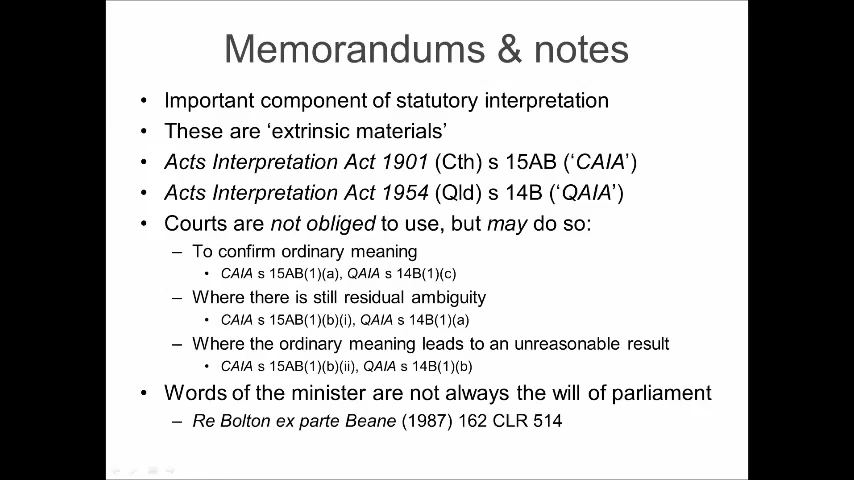 Memorandums & notes
• Important component of statutory interpretation
• These are ‘extrinsic materials’
• Acts Interpretation Act 1901 (Cth) s 15AB (‘CAIA’)
• Acts Interpretation Act 1954 (Qld) s 14B (‘QAIA’)
• Courts are not obliged to use, but may do so:
– To confirm ordinary meaning
• CAIA s 15AB(1)(a), QAIA s 14B(1)(c)
– Where there is still residual ambiguity
• CAIA s 15AB(1)(b)(i), QAIA s 14B(1)(a)
– Where the ordinary meaning leads to an unreasonable result
• CAIA s 15AB(1)(b)(ii), QAIA s 14B(1)(b)
• Words of the minister are not always the will of parliament
– Re Bolton ex parte Beane (1987) 162 CLR 514